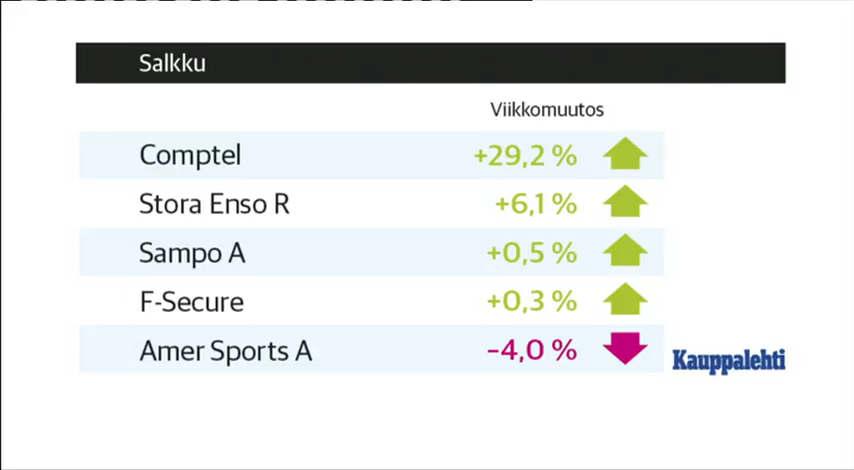 Salkku
Viikkomuutos
Comptel +29,2 %
Stora Enso R +6,1 %
Sampo A +0,5 %
F-Secure +0,3 %
Amer Sports A -4,0 %
Kauppalehti